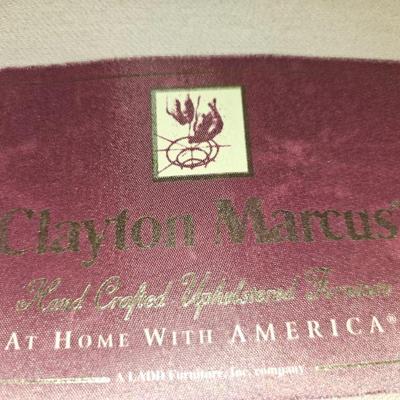 Clayton Marcus
Hand Crafted Upholstered Furniture
AT HOME WITH AMERICA®
A LADD Furniture, Inc. company